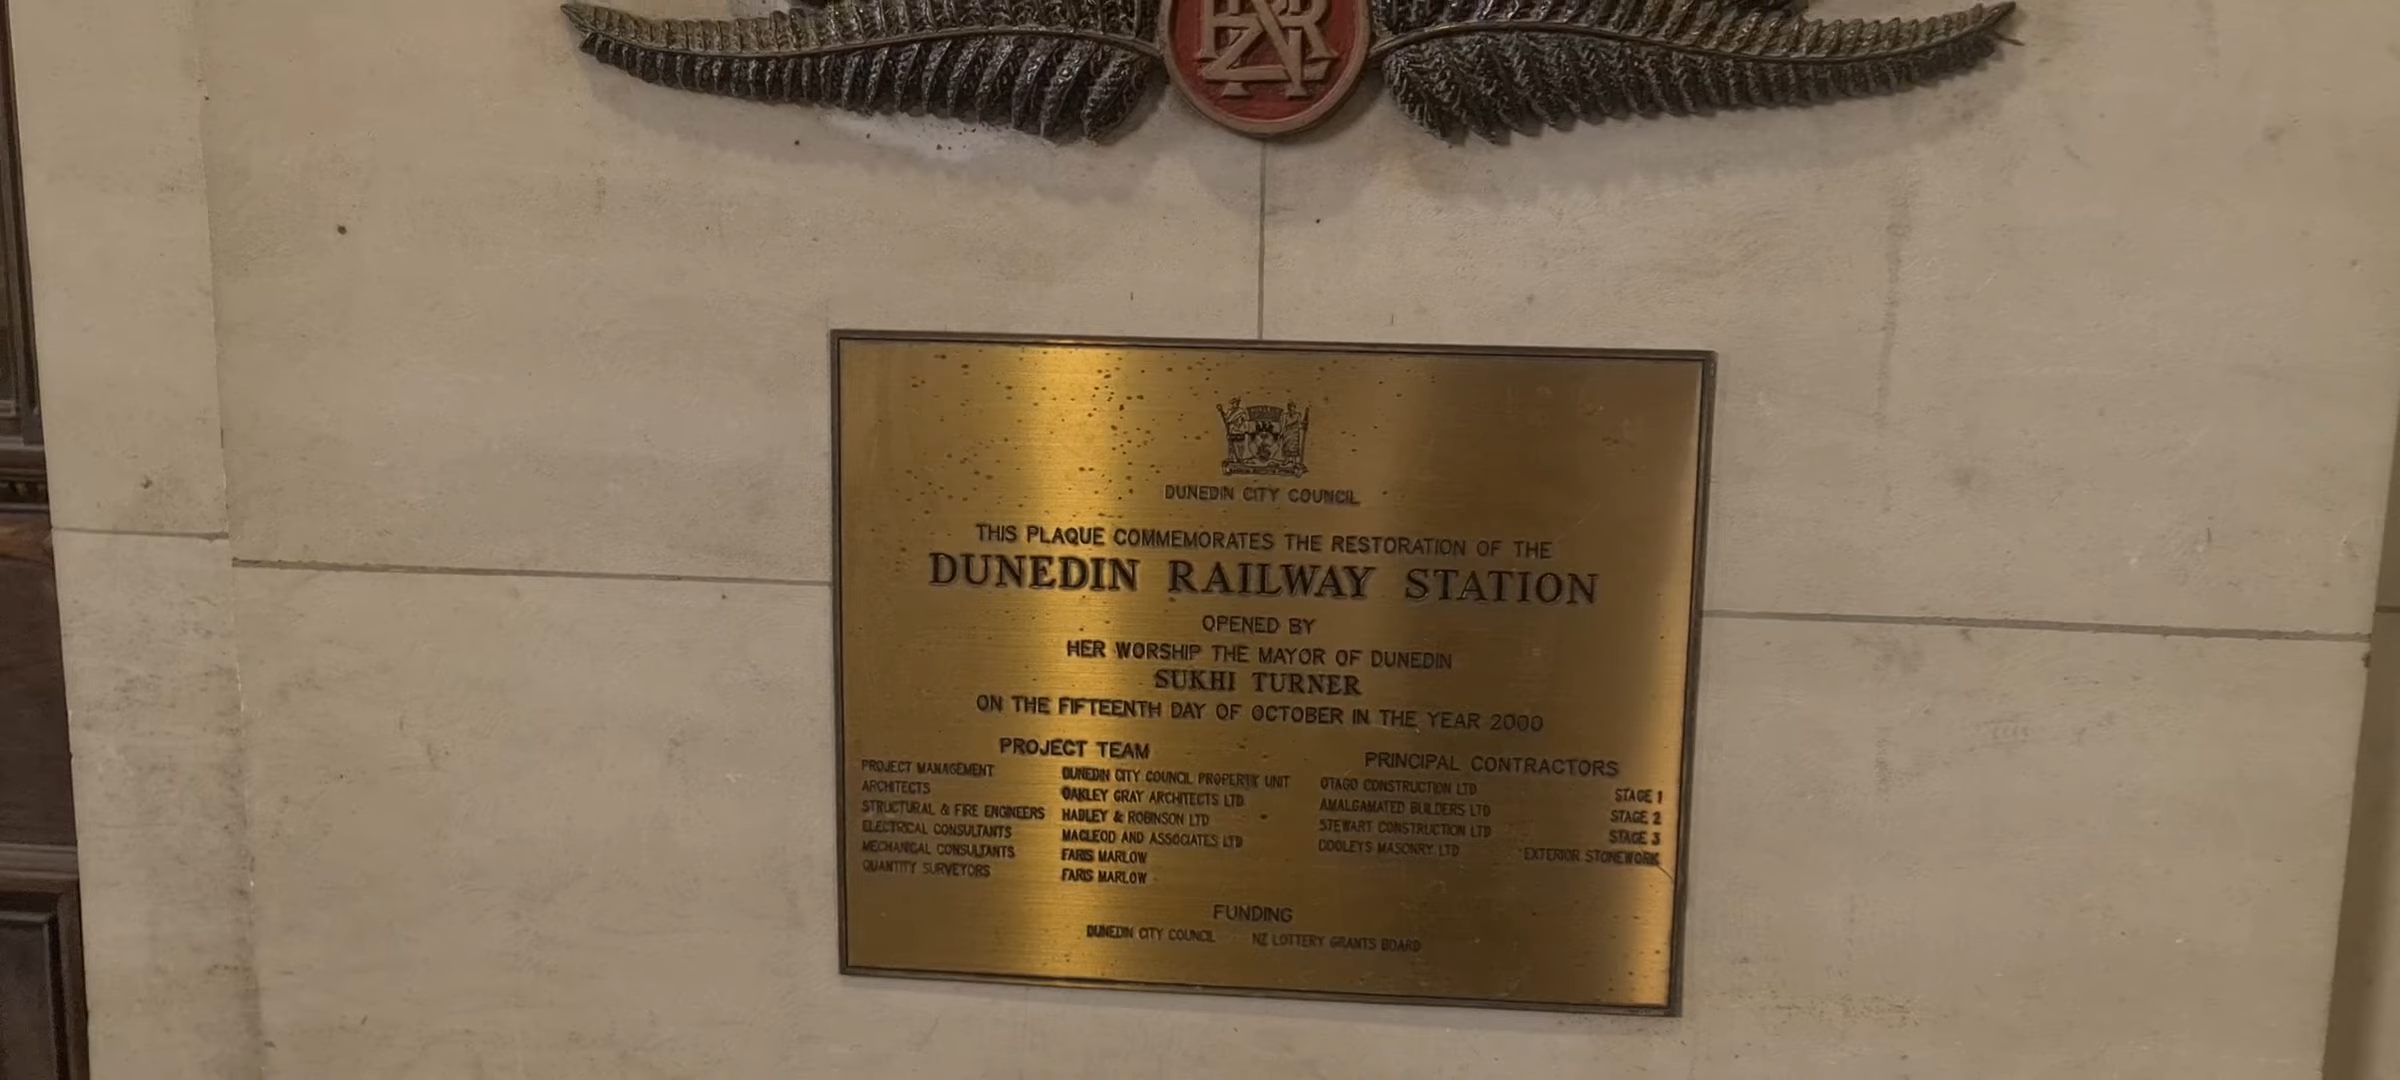 NZR
DUNEDIN CITY COUNCIL
THIS PLAQUE COMMEMORATES THE RESTORATION OF THE
DUNEDIN RAILWAY STATION
OPENED BY
HER WORSHIP THE MAYOR OF DUNEDIN
SUKHI TURNER
ON THE FIFTEENTH DAY OF OCTOBER IN THE YEAR 2000
PROJECT TEAM
PROJECT MANAGEMENT DUNEDIN CITY COUNCIL PROPERTY UNIT
ARCHITECTS OAKLEY GRAY ARCHITECTS LTD
STRUCTURAL & FIRE ENGINEERS HADLEY & ROBINSON LTD
ELECTRICAL CONSULTANTS MACLEOD AND ASSOCIATES LTD
MECHANICAL CONSULTANTS FARIS MARLOW
QUANTITY SURVEYORS FARIS MARLOW
PRINCIPAL CONTRACTORS
OTAGO CONSTRUCTION LTD STAGE 1
AMALGAMATED BUILDERS LTD STAGE 2
STEWART CONSTRUCTION LTD STAGE 3
DOOLEYS MASONRY LTD EXTERIOR STONEWORK
FUNDING
DUNEDIN CITY COUNCIL NZ LOTTERY GRANTS BOARD